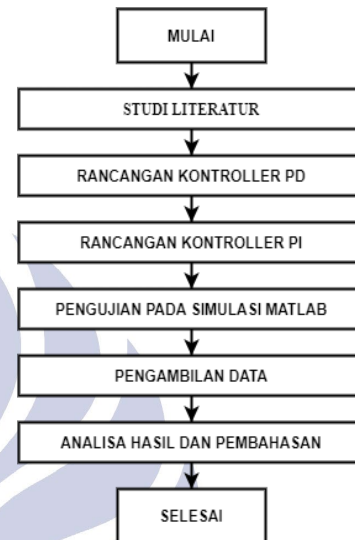 MULAI
STUDI LITERATUR
RANCANGAN KONTROLLER PD
RANCANGAN KONTROLLER PI
PENGUJIAN PADA SIMULASI MATLAB
PENGAMBILAN DATA
ANALISA HASIL DAN PEMBAHASAN
SELESAI